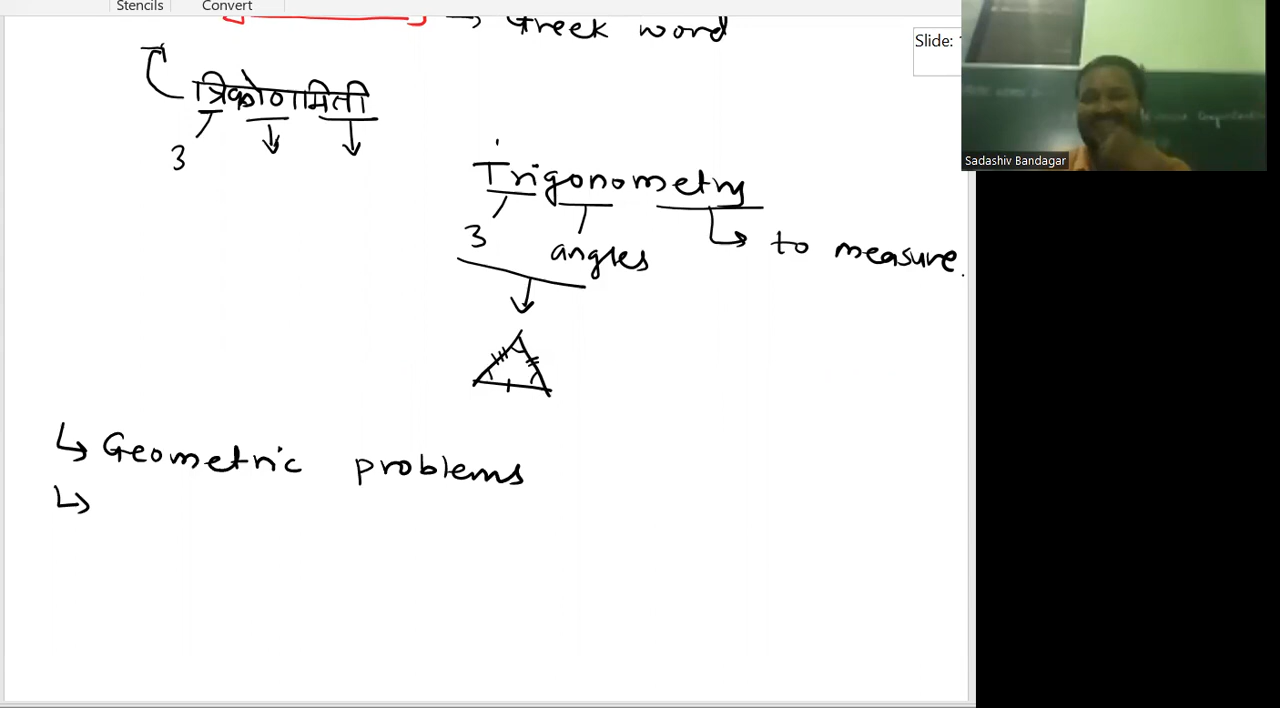 Stencils Convert
Greek word
Slide:
Sadashiv Bandagar
त्रिकोणमिती
3
Trigonometry
3
angles
to measure.
Geometric problems